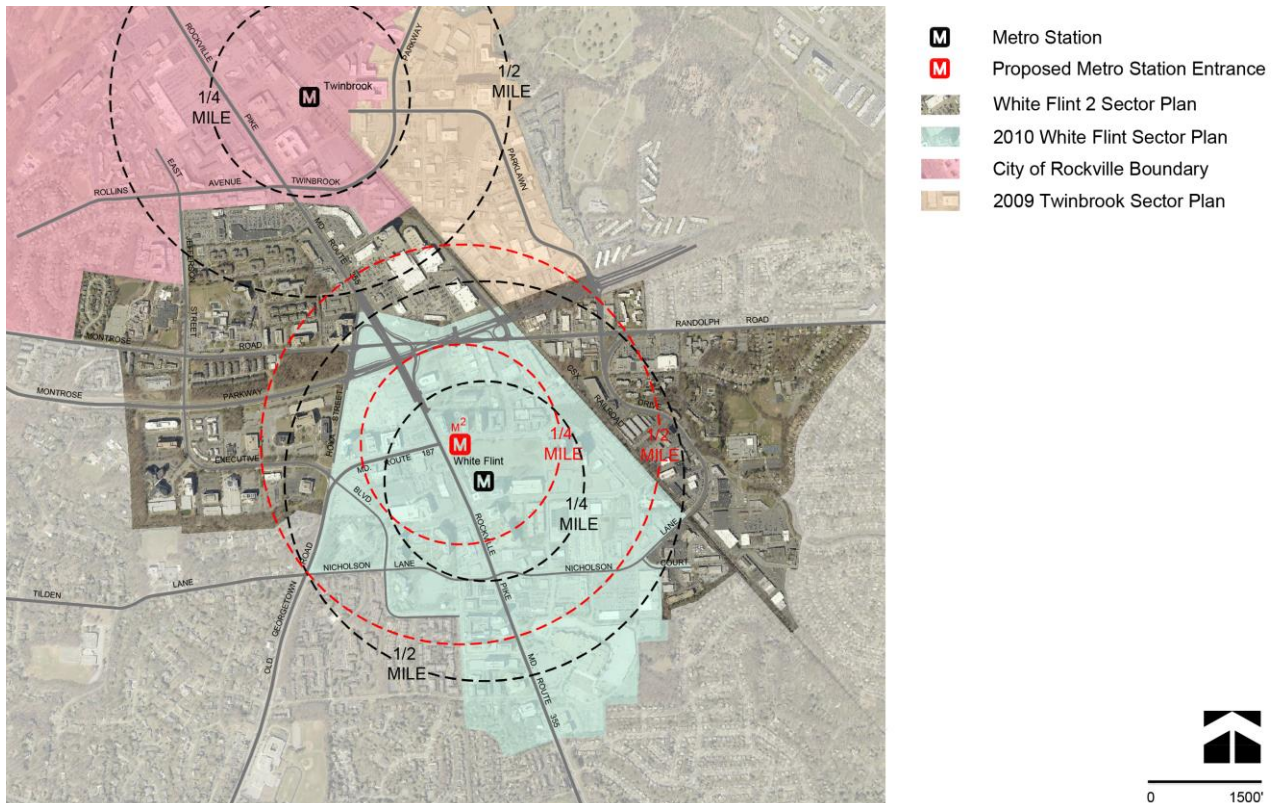 ROCKVILLE
PIKE
PARKWAY
Twinbrook
M
1/4
MILE
1/2
MILE
EAST
ROLLINS
AVENUE
TWINBROOK
PARKLAWN
MD. ROUTE 355
STREET
MONTROSE
ROAD
RANDOLPH ROAD
MONTROSE
PARKWAY
CSX
RAILROAD
DRIVE
OLD
GEORGETOWN
ROAD
STREET
EXECUTIVE
BLVD
MD. ROUTE 187
M²
M
White Flint
M
1/4
MILE
1/2
MILE
1/4
MILE
ROCKVILLE
PIKE
NICHOLSON
LANE
NICHOLSON
LANE
COURT
TILDEN
LANE
1/2
MILE
MD. ROUTE 355
M Metro Station
M Proposed Metro Station Entrance
White Flint 2 Sector Plan
2010 White Flint Sector Plan
City of Rockville Boundary
2009 Twinbrook Sector Plan
0 1500'